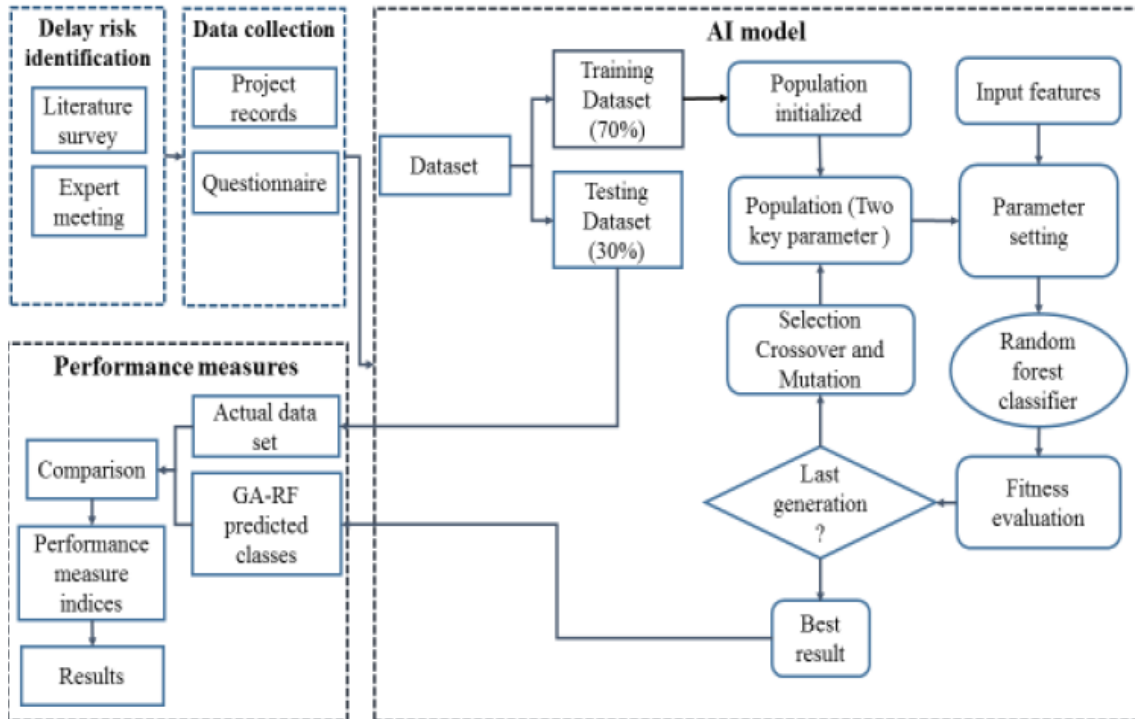 Delay risk
identification
Literature
survey
Expert
meeting
Data collection
Project
records
Questionnaire
AI model
Dataset
Training
Dataset
(70%)
Testing
Dataset
(30%)
Population
initialized
Input features
Population (Two
key parameter )
Parameter
setting
Selection
Crossover and
Mutation
Random
forest
classifier
Last
generation
?
Fitness
evaluation
Best
result
Performance measures
Actual data
set
Comparison
GA-RF
predicted
classes
Performance
measure
indices
Results